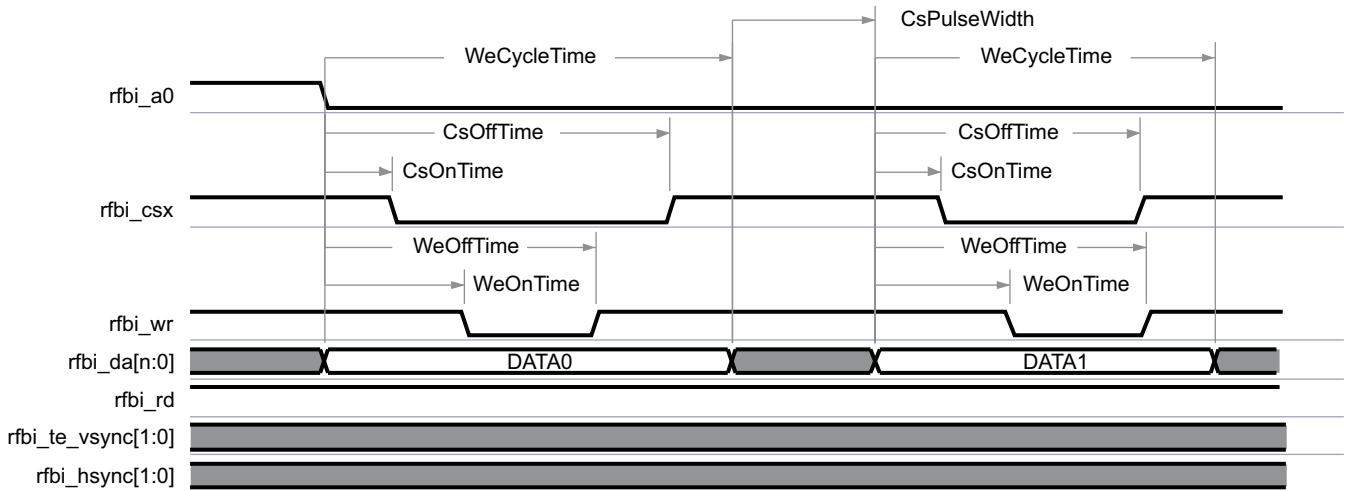 CsPulseWidth
WeCycleTime WeCycleTime
rfbi_a0
CsOffTime CsOffTime
CsOnTime CsOnTime
rfbi_csx
WeOffTime WeOffTime
WeOnTime WeOnTime
rfbi_wr
rfbi_da[n:0] DATA0 DATA1
rfbi_rd
rfbi_te_vsync[1:0]
rfbi_hsync[1:0]